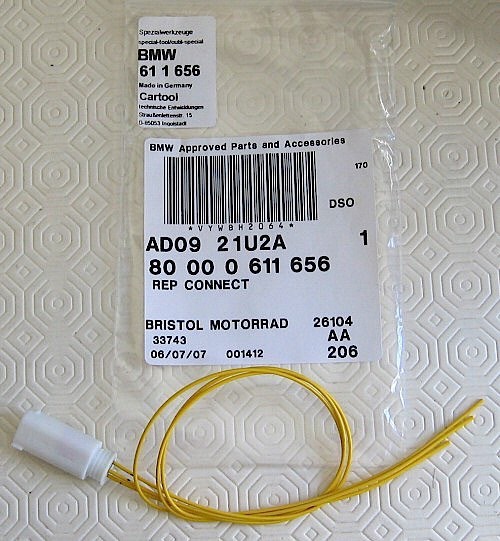 Spezialwerkzeuge
special-tool/outil-special
BMW
61 1 656
Made in Germany
Cartool
technische Entwicklungen
Straußenlettenstr. 15
D-85053 Ingolstadt
BMW Approved Parts and Accessories
170
DSO
*VYWBH2064*
AD09 21U2A 1
80 00 0 611 656
REP CONNECT
BRISTOL MOTORRAD 26104
33743 AA
06/07/07 001412 206